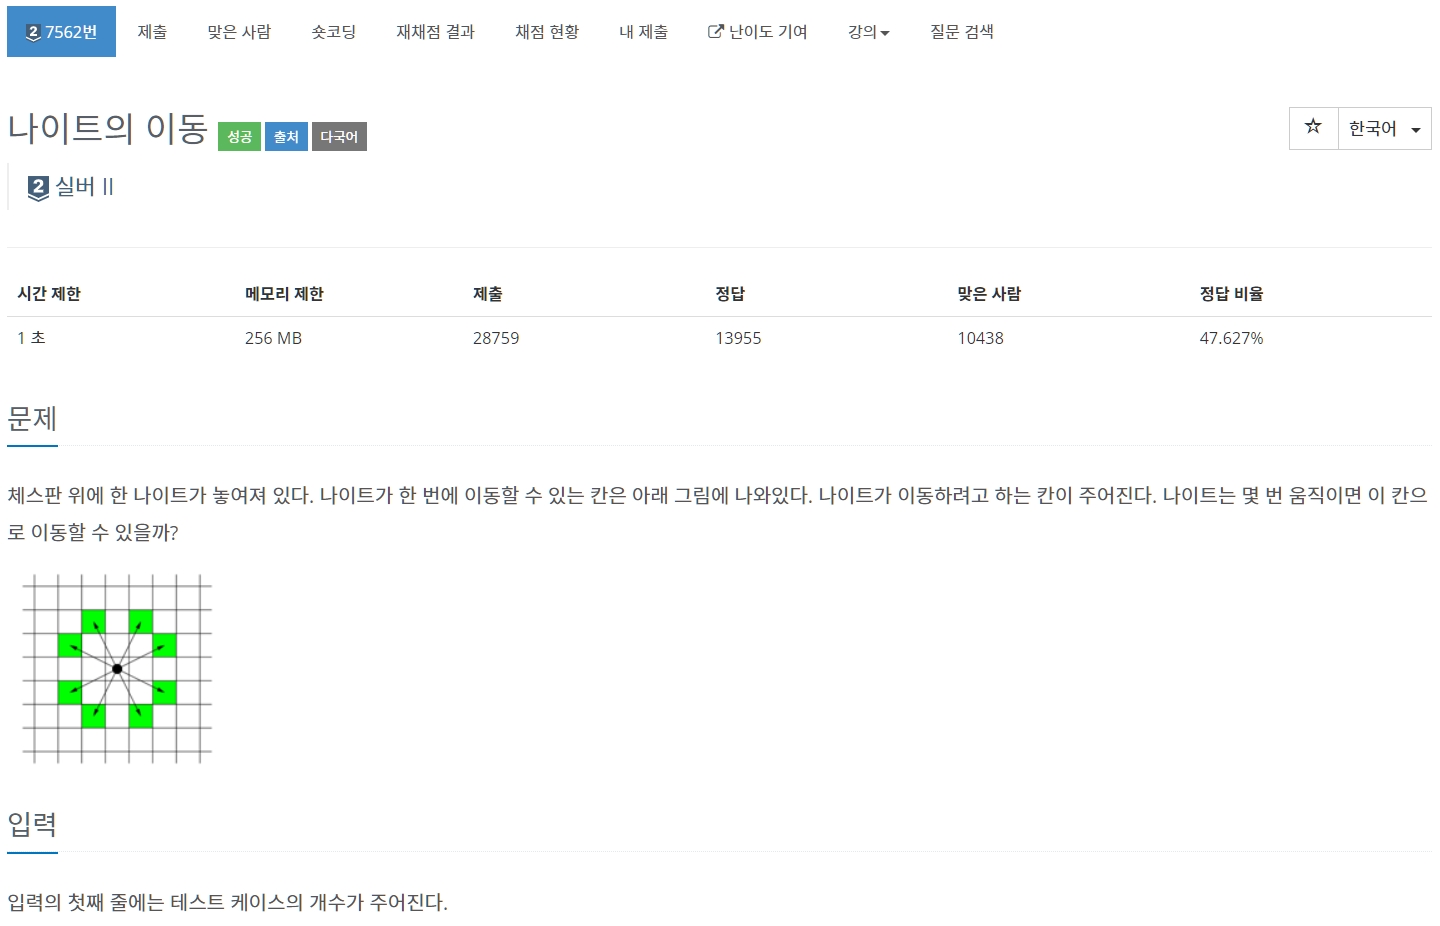 2 7562번 제출 맞은 사람 숏코딩 재채점 결과 채점 현황 내 제출 난이도 기여 강의 질문 검색
나이트의 이동 성공 출처 다국어
한국어
2 실버 II
시간 제한 메모리 제한 제출 정답 맞은 사람 정답 비율
1 초 256 MB 28759 13955 10438 47.627%
문제
체스판 위에 한 나이트가 놓여져 있다. 나이트가 한 번에 이동할 수 있는 칸은 아래 그림에 나와있다. 나이트가 이동하려고 하는 칸이 주어진다. 나이트는 몇 번 움직이면 이 칸으
로 이동할 수 있을까?
입력
입력의 첫째 줄에는 테스트 케이스의 개수가 주어진다.